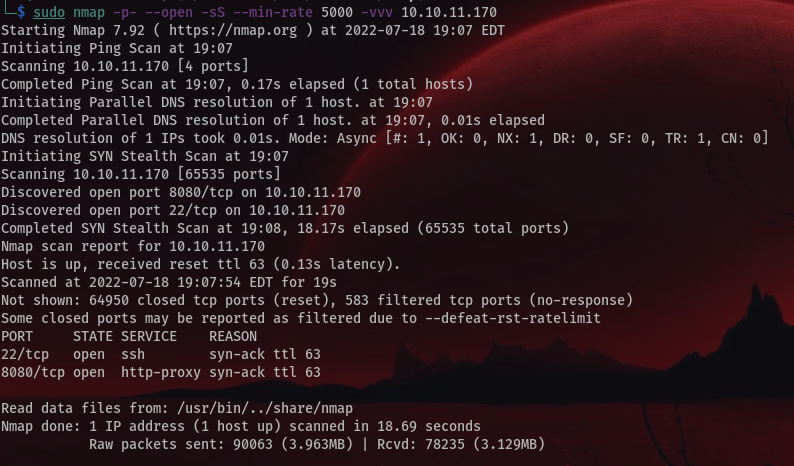 $ sudo nmap -p- --open -sS --min-rate 5000 -vvv 10.10.11.170
Starting Nmap 7.92 ( https://nmap.org ) at 2022-07-18 19:07 EDT
Initiating Ping Scan at 19:07
Scanning 10.10.11.170 [4 ports]
Completed Ping Scan at 19:07, 0.17s elapsed (1 total hosts)
Initiating Parallel DNS resolution of 1 host. at 19:07
Completed Parallel DNS resolution of 1 host. at 19:07, 0.01s elapsed
DNS resolution of 1 IPs took 0.01s. Mode: Async [#: 1, OK: 0, NX: 1, DR: 0, SF: 0, TR: 1, CN: 0]
Initiating SYN Stealth Scan at 19:07
Scanning 10.10.11.170 [65535 ports]
Discovered open port 8080/tcp on 10.10.11.170
Discovered open port 22/tcp on 10.10.11.170
Completed SYN Stealth Scan at 19:08, 18.17s elapsed (65535 total ports)
Nmap scan report for 10.10.11.170
Host is up, received reset ttl 63 (0.13s latency).
Scanned at 2022-07-18 19:07:54 EDT for 19s
Not shown: 64950 closed tcp ports (reset), 583 filtered tcp ports (no-response)
Some closed ports may be reported as filtered due to --defeat-rst-ratelimit
PORT     STATE SERVICE    REASON
22/tcp   open  ssh        syn-ack ttl 63
8080/tcp open  http-proxy syn-ack ttl 63
Read data files from: /usr/bin/../share/nmap
Nmap done: 1 IP address (1 host up) scanned in 18.69 seconds
           Raw packets sent: 90063 (3.963MB) | Rcvd: 78235 (3.129MB)